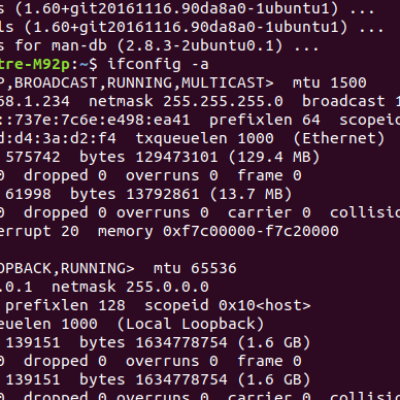 s (1.60+git20161116.90da8a0-1ubuntu1) ...
ls (1.60+git20161116.90da8a0-1ubuntu1) ...
s for man-db (2.8.3-2ubuntu0.1) ...
tre-M92p:~$ ifconfig -a
P,BROADCAST,RUNNING,MULTICAST>  mtu 1500
68.1.234  netmask 255.255.255.0  broadcast 1
::737e:7c6e:e498:ea41  prefixlen 64  scopeid
d:d4:3a:d2:f4  txqueuelen 1000  (Ethernet)
575742  bytes 129473101 (129.4 MB)
0  dropped 0  overruns 0  frame 0
61998  bytes 13792861 (13.7 MB)
0  dropped 0 overruns 0  carrier 0  collisio
errupt 20  memory 0xf7c00000-f7c20000
OPBACK,RUNNING>  mtu 65536
.0.1  netmask 255.0.0.0
prefixlen 128  scopeid 0x10<host>
ueuelen 1000  (Local Loopback)
139151  bytes 1634778754 (1.6 GB)
0  dropped 0  overruns 0  frame 0
139151  bytes 1634778754 (1.6 GB)
0  dropped 0 overruns 0  carrier 0  collisio